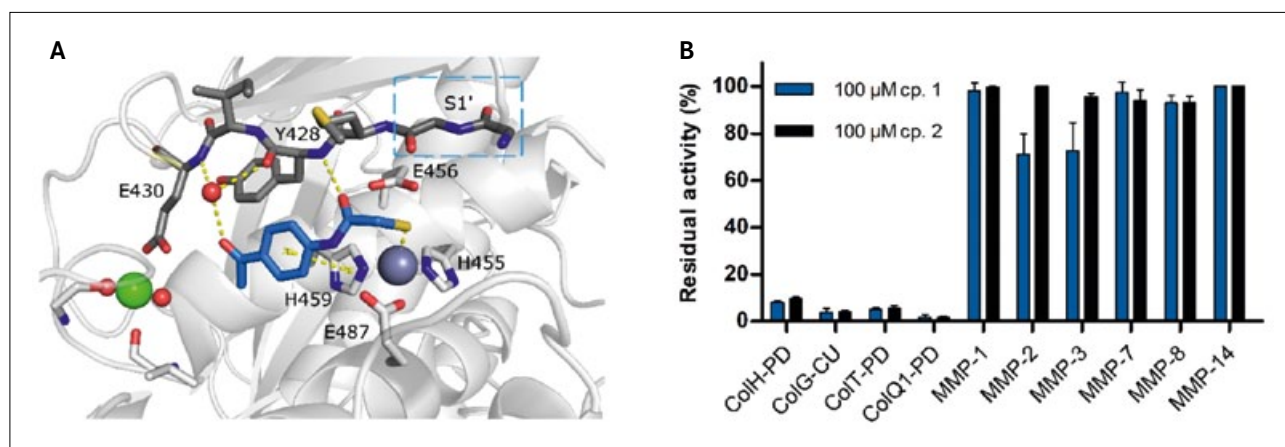 A
S1'
Y428
E456
E430
H455
H459
E487
B
Residual activity (%)
100
80
60
40
20
0
100 µM cp. 1
100 µM cp. 2
ColH-PD
ColG-CU
ColT-PD
ColQ1-PD
MMP-1
MMP-2
MMP-3
MMP-7
MMP-8
MMP-14